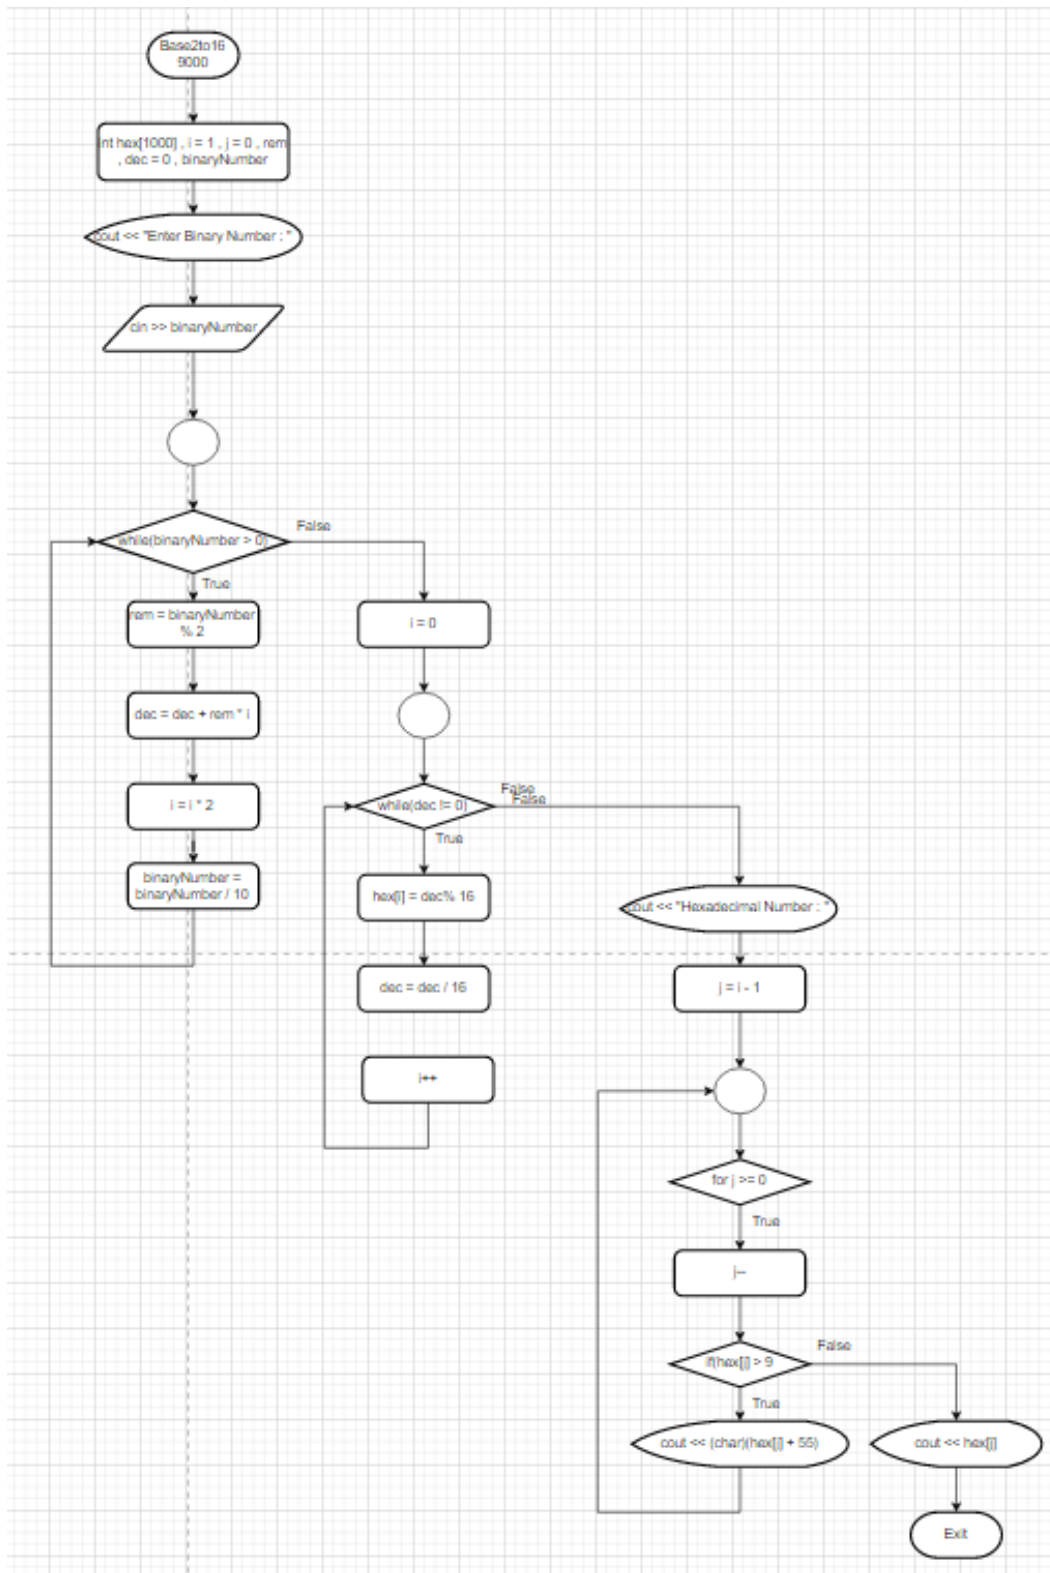 Base2to16
9000
int hex[1000] , i = 1 , j = 0 , rem
, dec = 0 , binaryNumber
cout << "Enter Binary Number : "
cin >> binaryNumber
while(binaryNumber > 0)
False
True
rem = binaryNumber
% 2
dec = dec + rem * i
i = i * 2
binaryNumber =
binaryNumber / 10
i = 0
while(dec != 0)
False
False
True
hex[i] = dec% 16
dec = dec / 16
i++
cout << "Hexadecimal Number : "
j = i - 1
for j >= 0
True
j--
if(hex[j] > 9
False
True
cout << (char)(hex[j] + 55)
cout << hex[j]
Exit